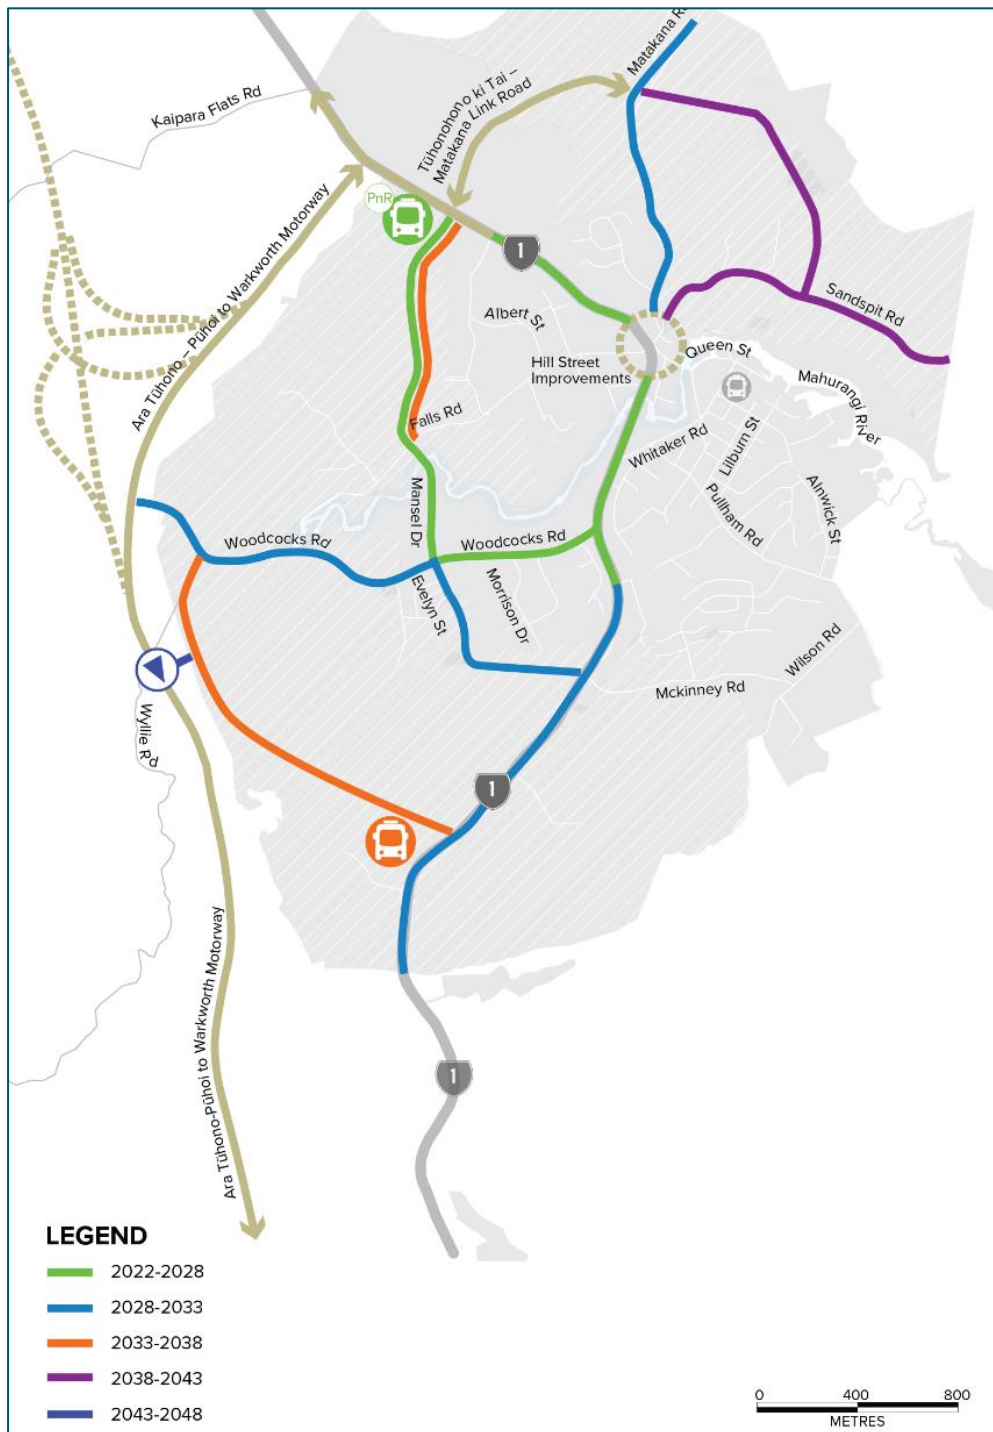 Matakana Rd
Kaipara Flats Rd
Tūhonohono ki Tai –
Matakana Link Road
PnR
Ara Tūhono – Pūhoi to Warkworth Motorway
1
Sandspit Rd
Albert St
Hill Street
Improvements
Queen St
Mahurangi
River
Falls Rd
Whitaker Rd
Lilburn St
Pullham Rd
Alnwick St
Mansel Dr
Woodcocks Rd
Woodcocks Rd
Evelyn St
Morrison Dr
Wilson Rd
Mckinney Rd
Wyllie Rd
1
Ara Tūhono-Pūhoi to Warkworth Motorway
1
LEGEND
2022-2028
2028-2033
2033-2038
2038-2043
2043-2048
0 400 800
METRES